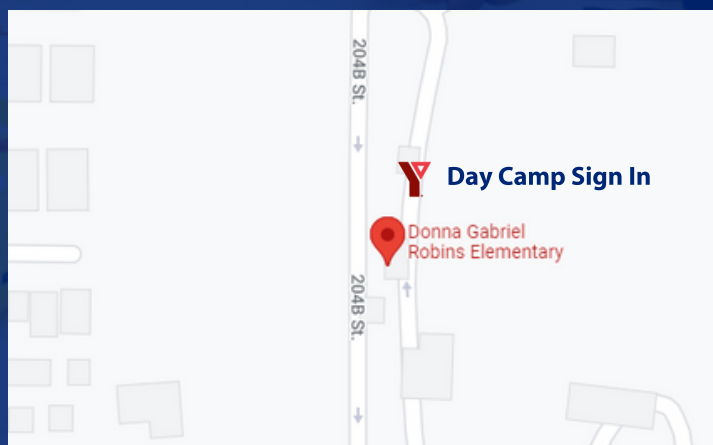 204B St.
Day Camp Sign In
Donna Gabriel
Robins Elementary
204B St.